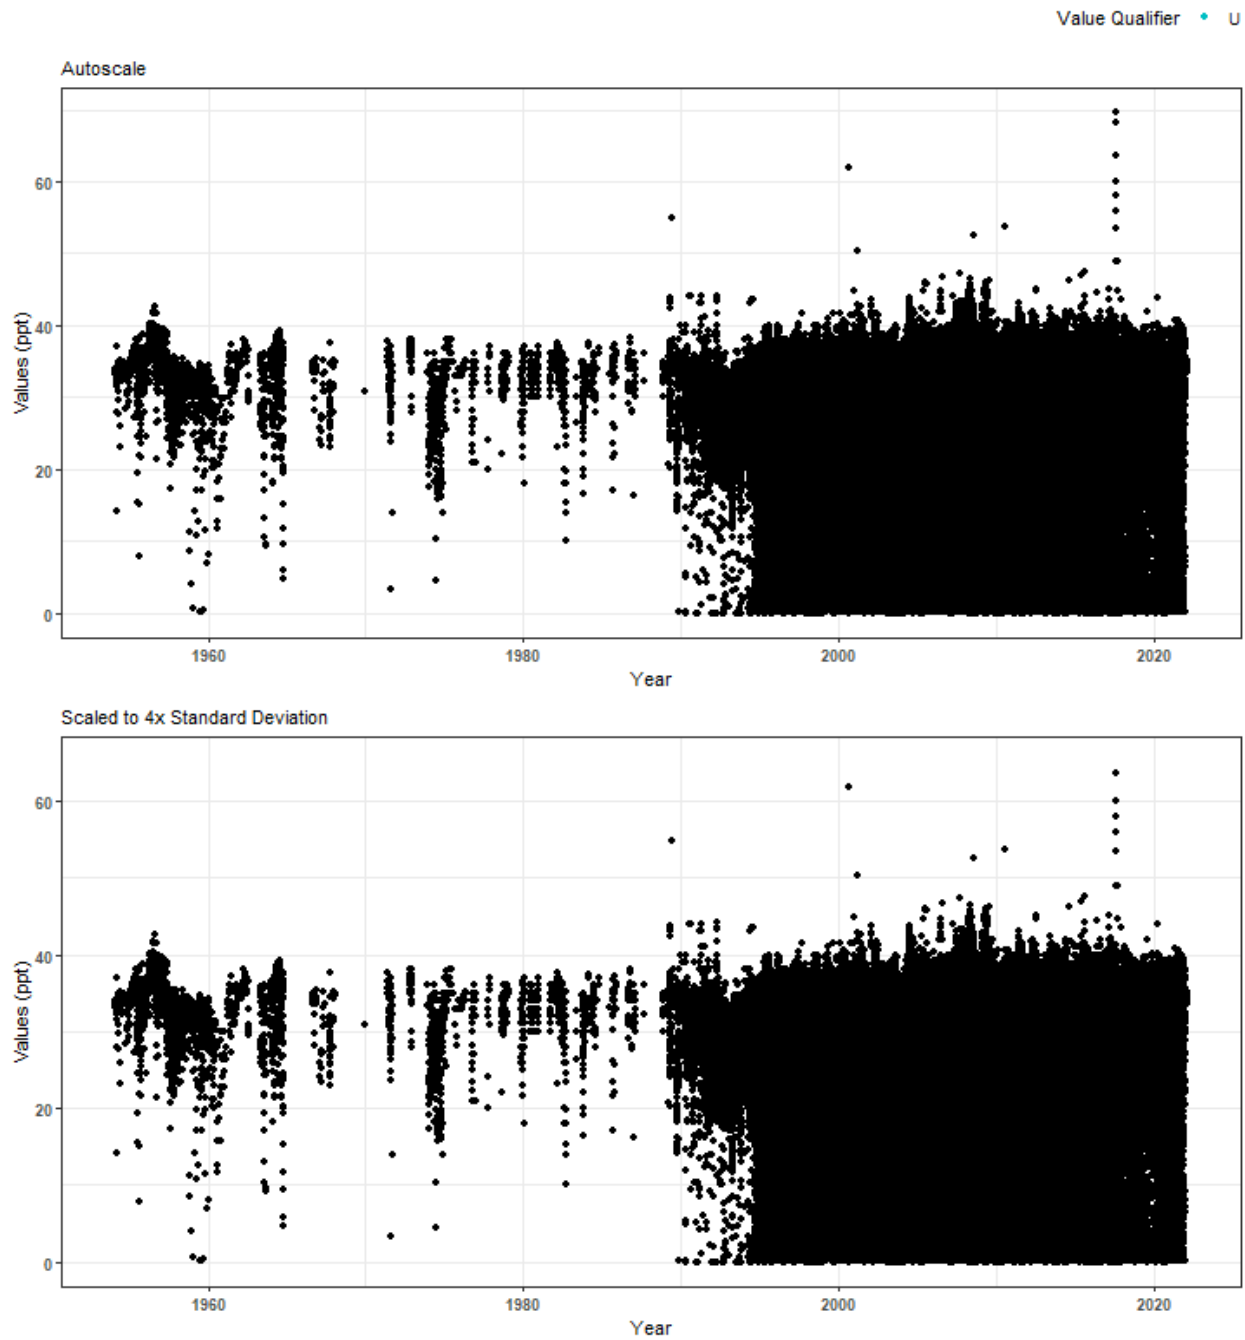 Value Qualifier U
Autoscale
60
40
20
0
Values (ppt)
1960 1980 2000 2020
Year
Scaled to 4x Standard Deviation
60
40
20
0
Values (ppt)
1960 1980 2000 2020
Year